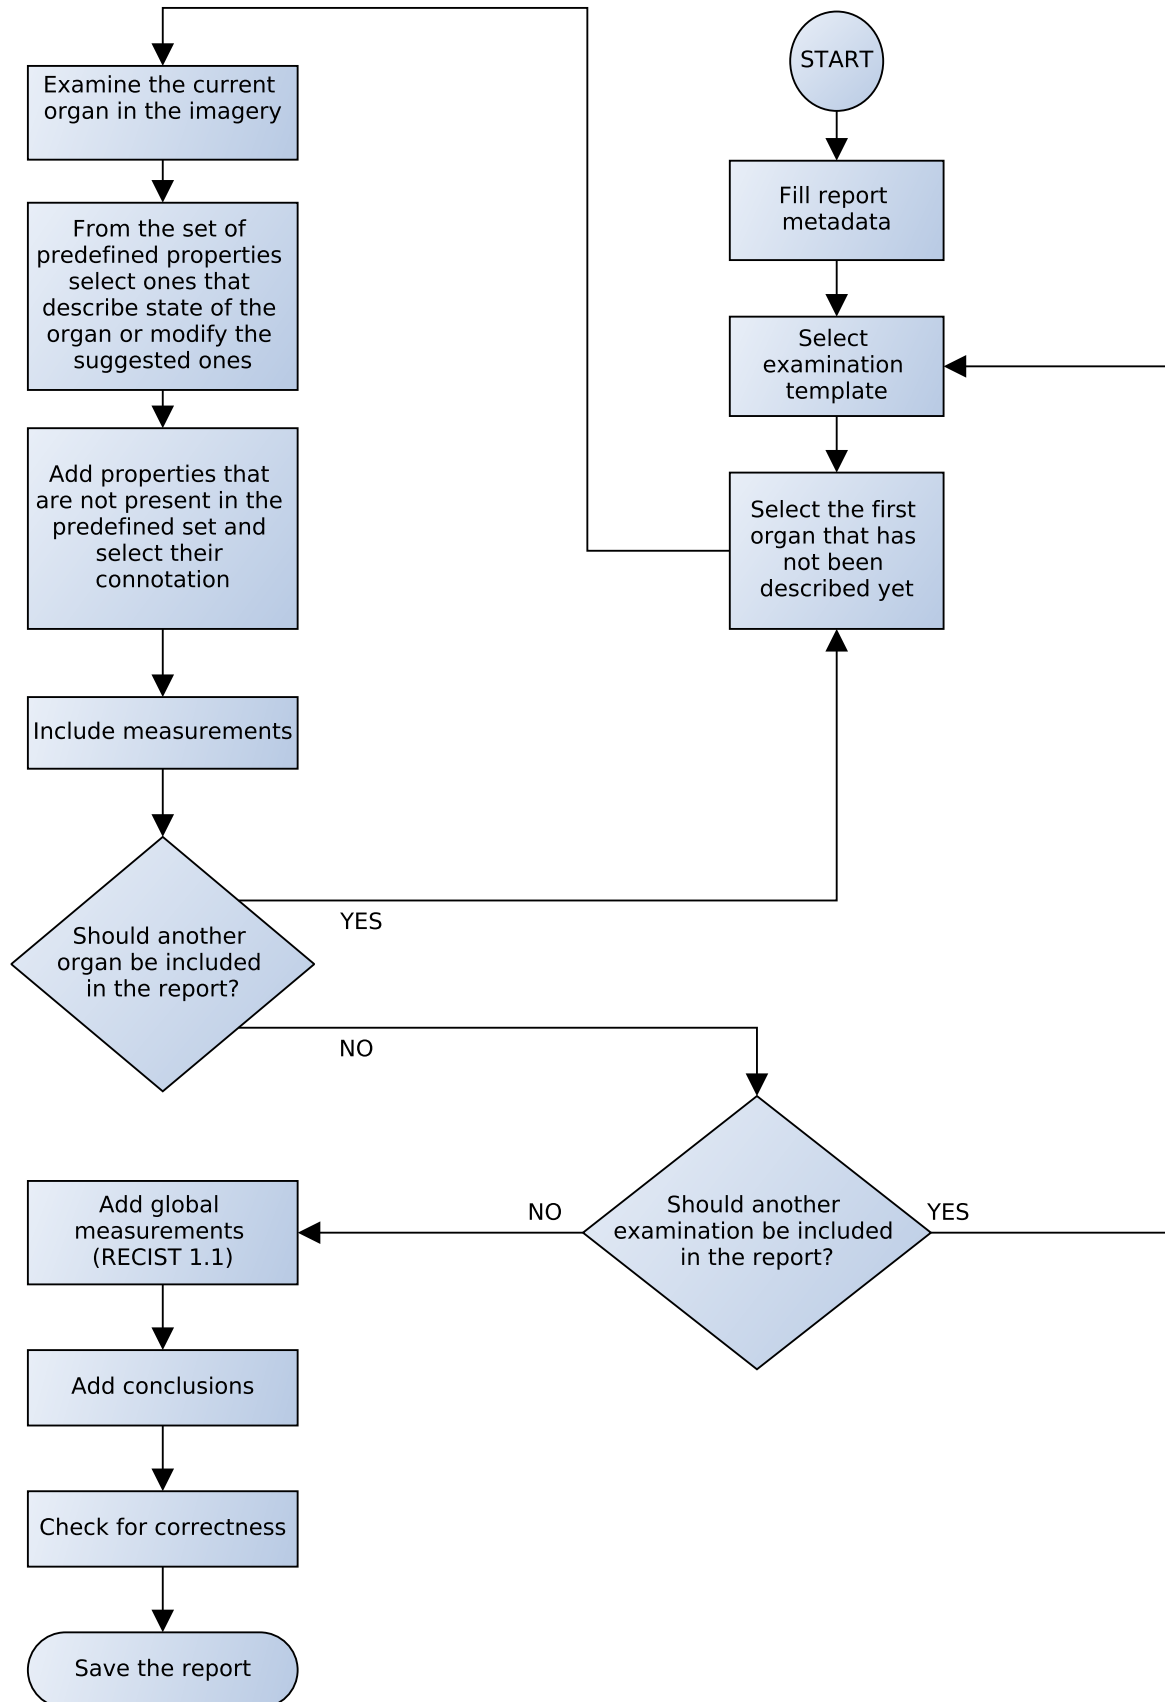 START
Fill report
metadata
Select
examination
template
Select the first
organ that has
not been
described yet
Examine the current
organ in the imagery
From the set of
predefined properties
select ones that
describe state of the
organ or modify the
suggested ones
Add properties that
are not present in the
predefined set and
select their
connotation
Include measurements
Should another
organ be included
in the report?
YES
NO
Should another
examination be included
in the report?
YES
NO
Add global
measurements
(RECIST 1.1)
Add conclusions
Check for correctness
Save the report